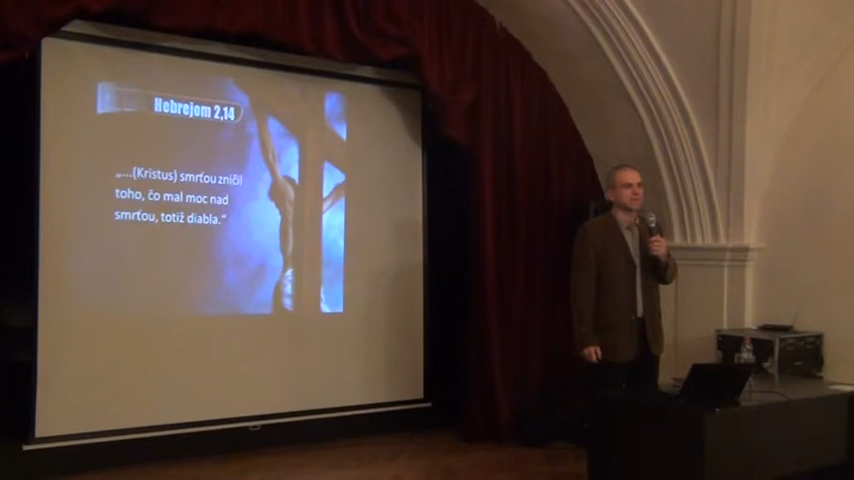 Hebrejom 2,14
„...(Kristus) smrťou zničil
toho, čo mal moc nad
smrťou, totiž diabla.“